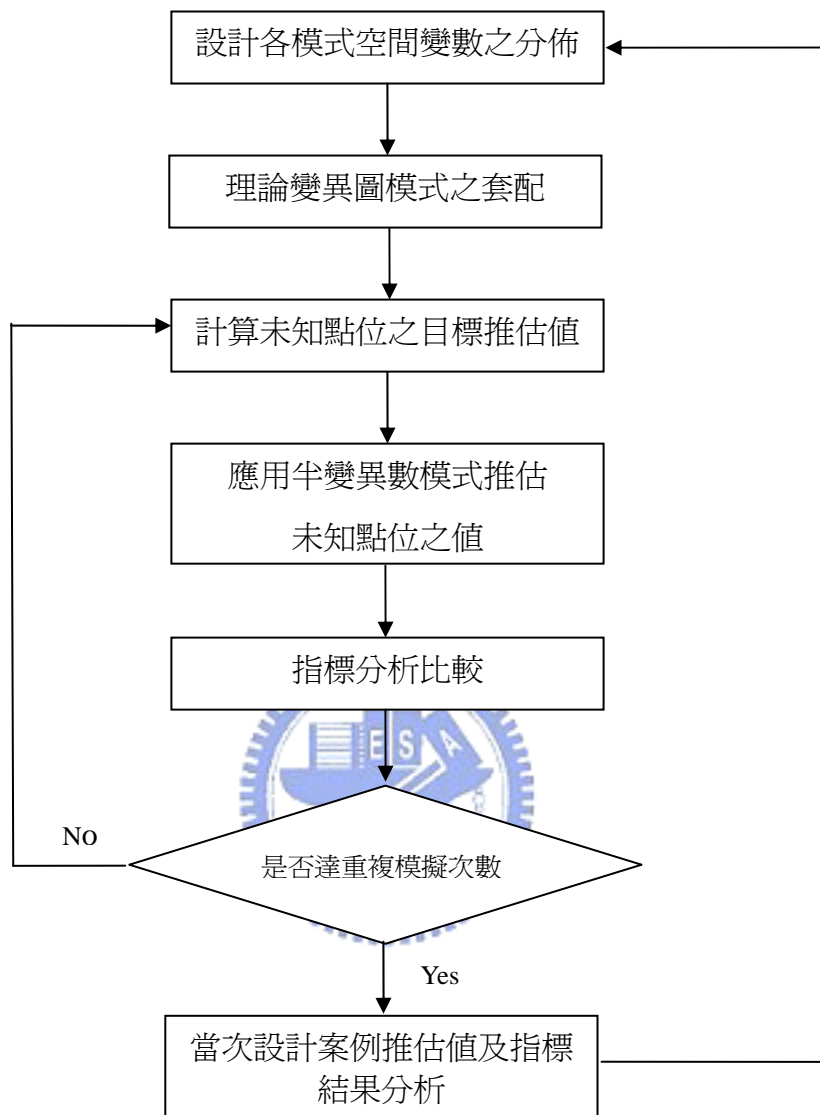 設計各模式空間變數之分佈
理論變異圖模式之套配
計算未知點位之目標推估值
應用半變異數模式推估
未知點位之值
指標分析比較
E S A
No
是否達重複模擬次數
Yes
當次設計案例推估值及指標
結果分析